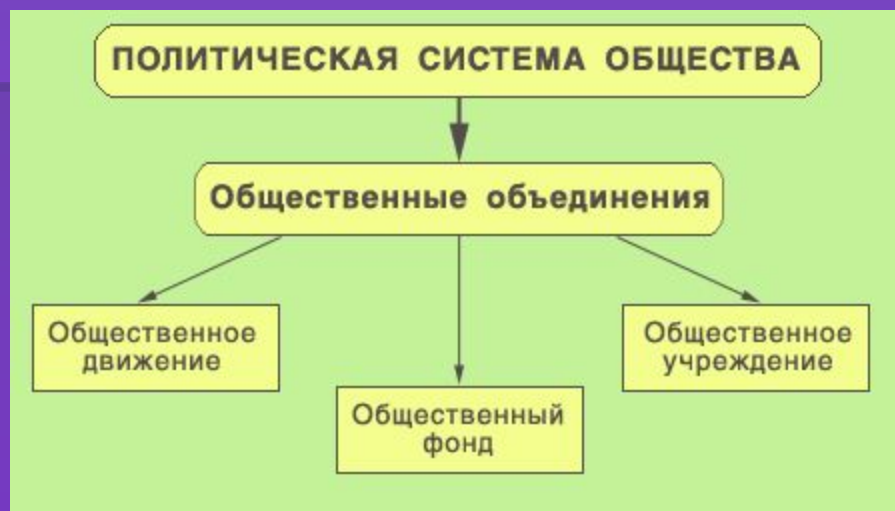 ПОЛИТИЧЕСКАЯ СИСТЕМА ОБЩЕСТВА
Общественные объединения
Общественное
движение
Общественный
фонд
Общественное
учреждение